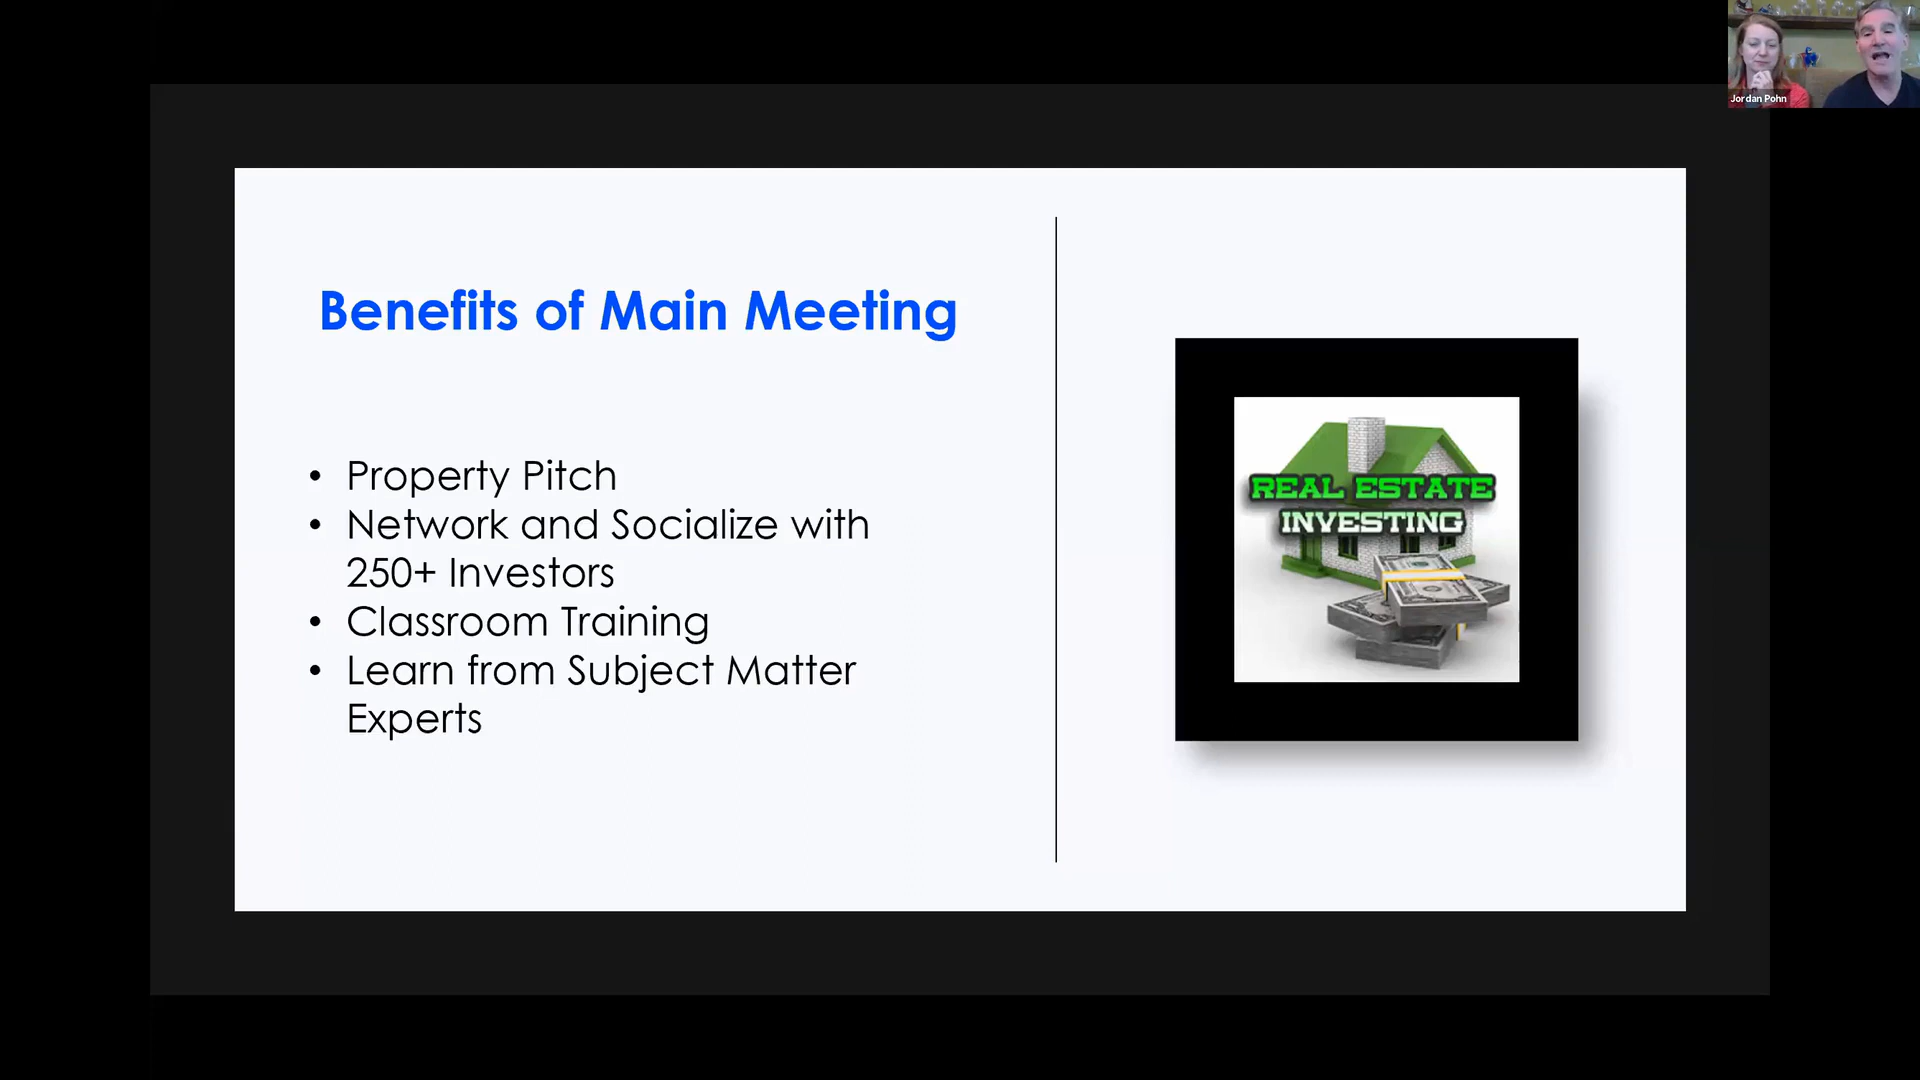 Jordan Pohn
Benefits of Main Meeting
• Property Pitch
• Network and Socialize with
250+ Investors
• Classroom Training
• Learn from Subject Matter
Experts
REAL ESTATE
INVESTING